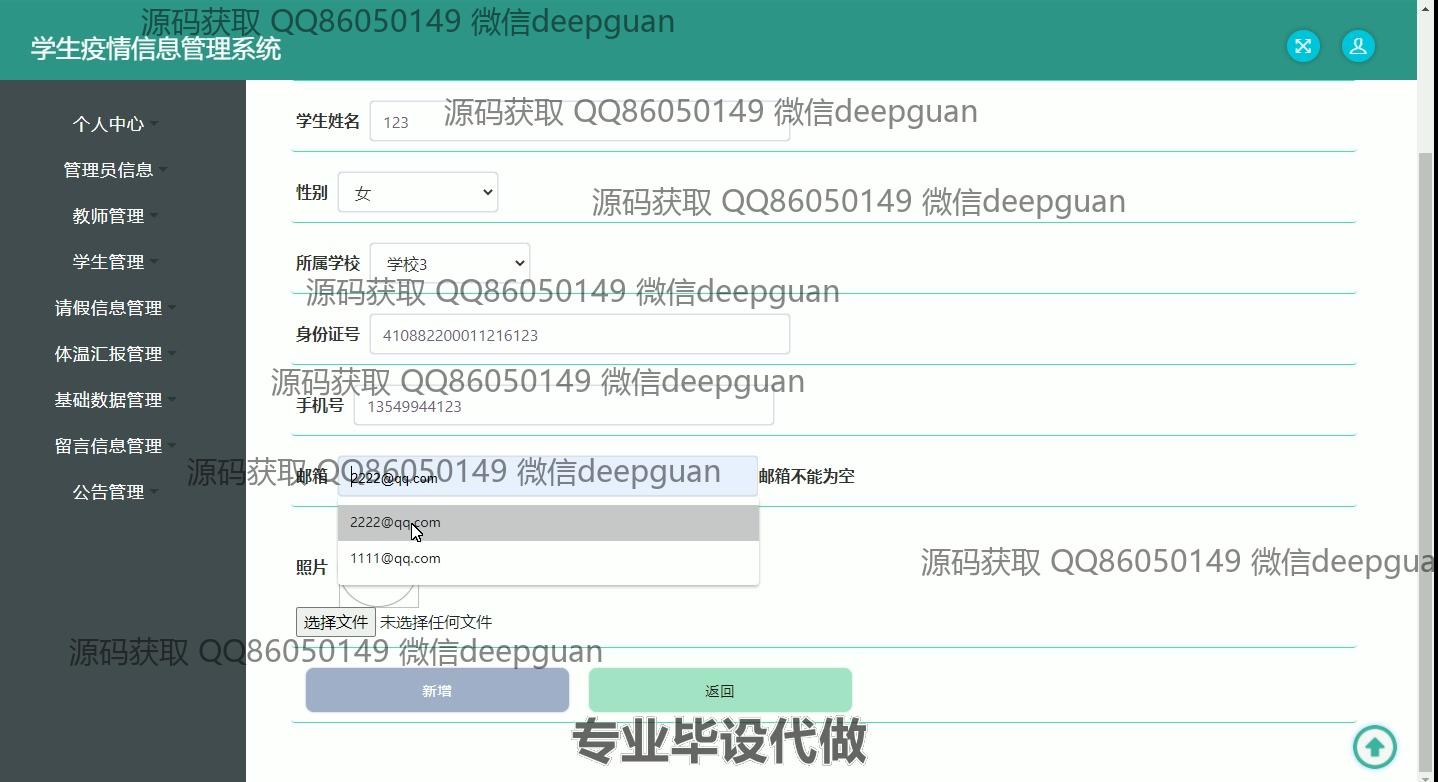 源码获取 QQ86050149 微信deepguan
学生疫情信息管理系统
个人中心
管理员信息
教师管理
学生管理
请假信息管理
体温汇报管理
基础数据管理
留言信息管理
公告管理
学生姓名 123
源码获取 QQ86050149 微信deepguan
性别 女
源码获取 QQ86050149 微信deepguan
所属学校 学校3
源码获取 QQ86050149 微信deepguan
身份证号 410882200011216123
源码获取 QQ86050149 微信deepguan
手机号 13549944123
源码获取 QQ86050149 微信deepguan
邮箱 2222@qq.com 邮箱不能为空
2222@qq.com
1111@qq.com
源码获取 QQ86050149 微信deepgua
照片
选择文件 未选择任何文件
源码获取 QQ86050149 微信deepguan
新增 返回
专业毕设代做